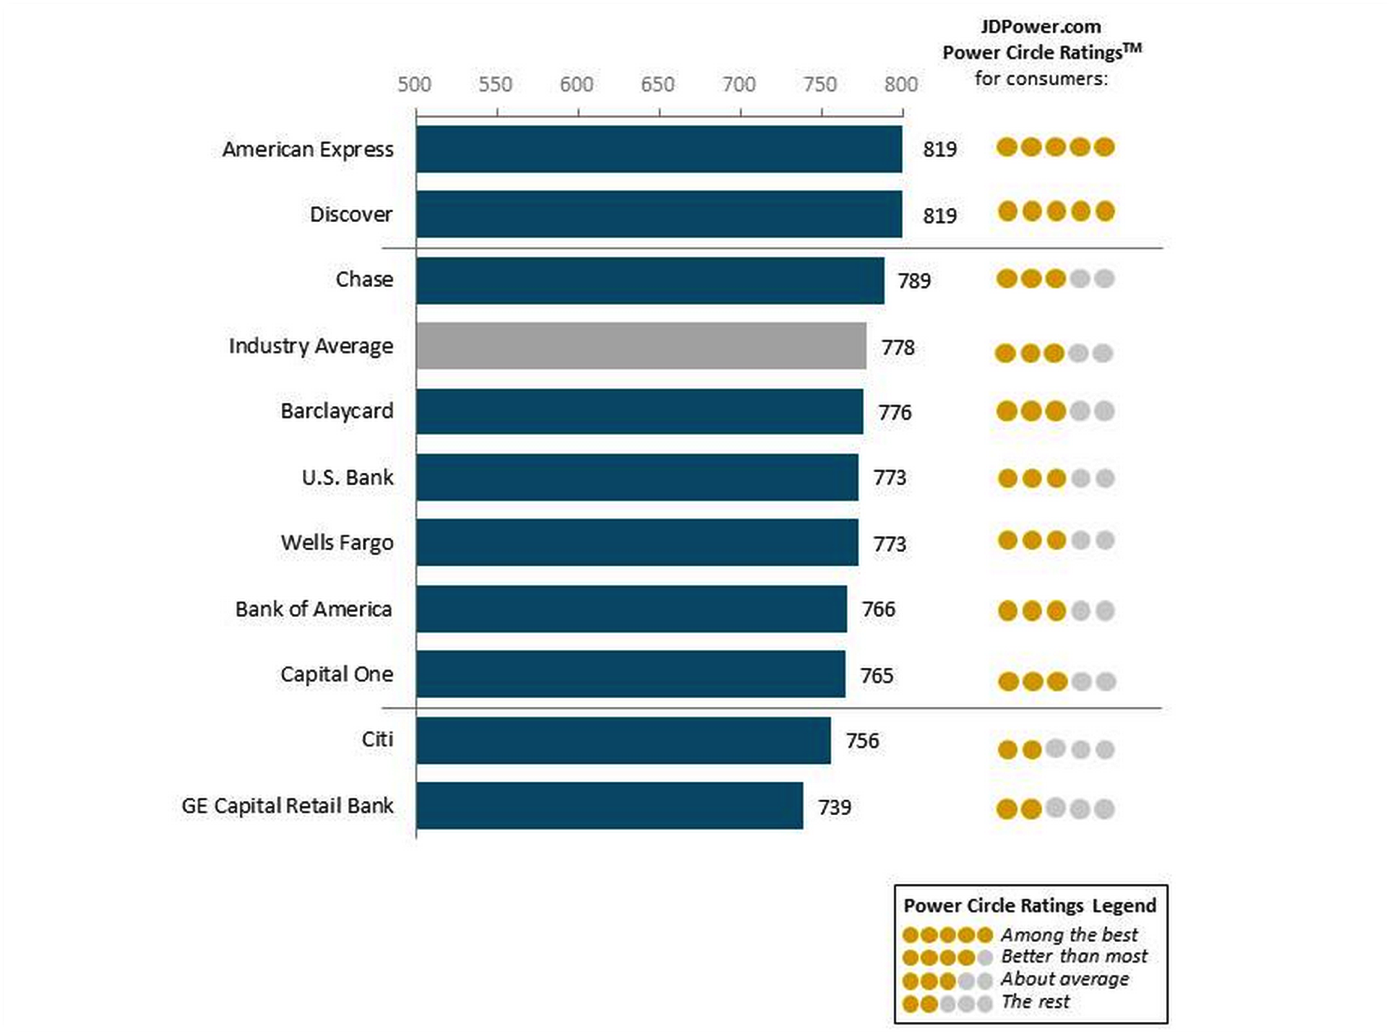 JDPower.com
Power Circle Ratings™
for consumers:
500 550 600 650 700 750 800
American Express 819
Discover 819
Chase 789
Industry Average 778
Barclaycard 776
U.S. Bank 773
Wells Fargo 773
Bank of America 766
Capital One 765
Citi 756
GE Capital Retail Bank 739
Power Circle Ratings Legend
Among the best
Better than most
About average
The rest